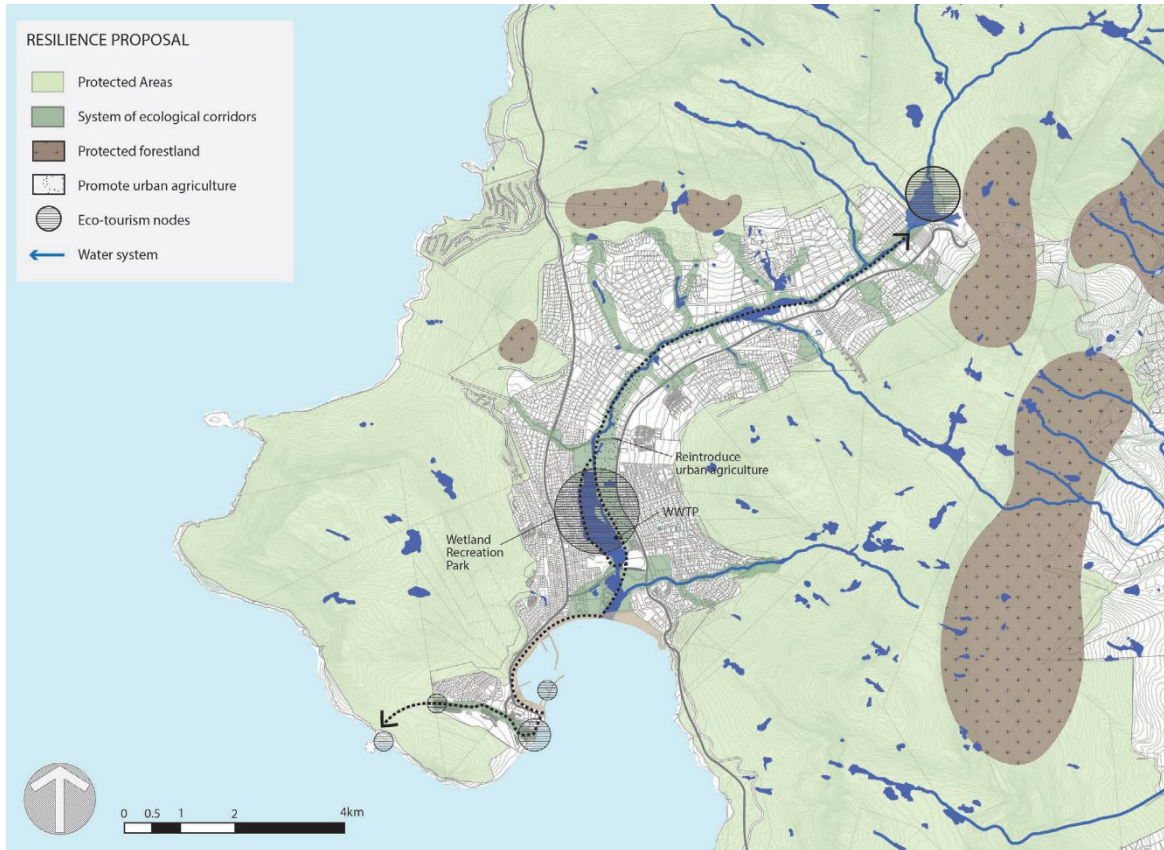 RESILIENCE PROPOSAL
Protected Areas
System of ecological corridors
Protected forestland
Promote urban agriculture
Eco-tourism nodes
Water system
Reintroduce
urban agriculture
Wetland
Recreation
Park
WWTP
0 0.5 1 2 4km